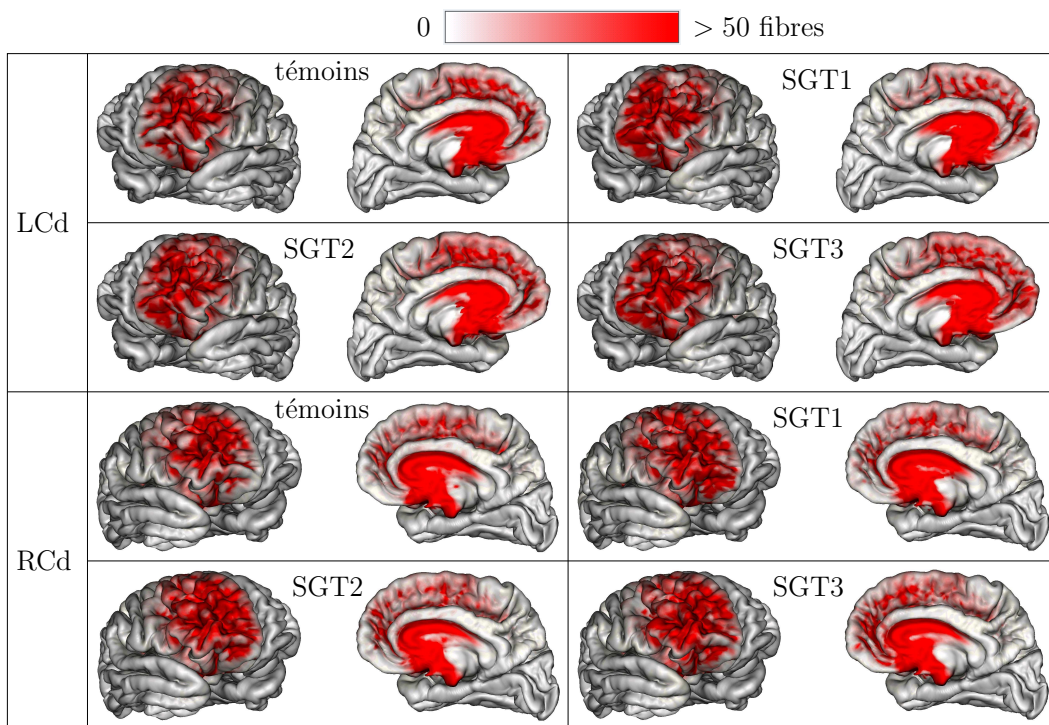 0 > 50 fibres
témoins SGT1
LCd
SGT2 SGT3
témoins SGT1
RCd
SGT2 SGT3